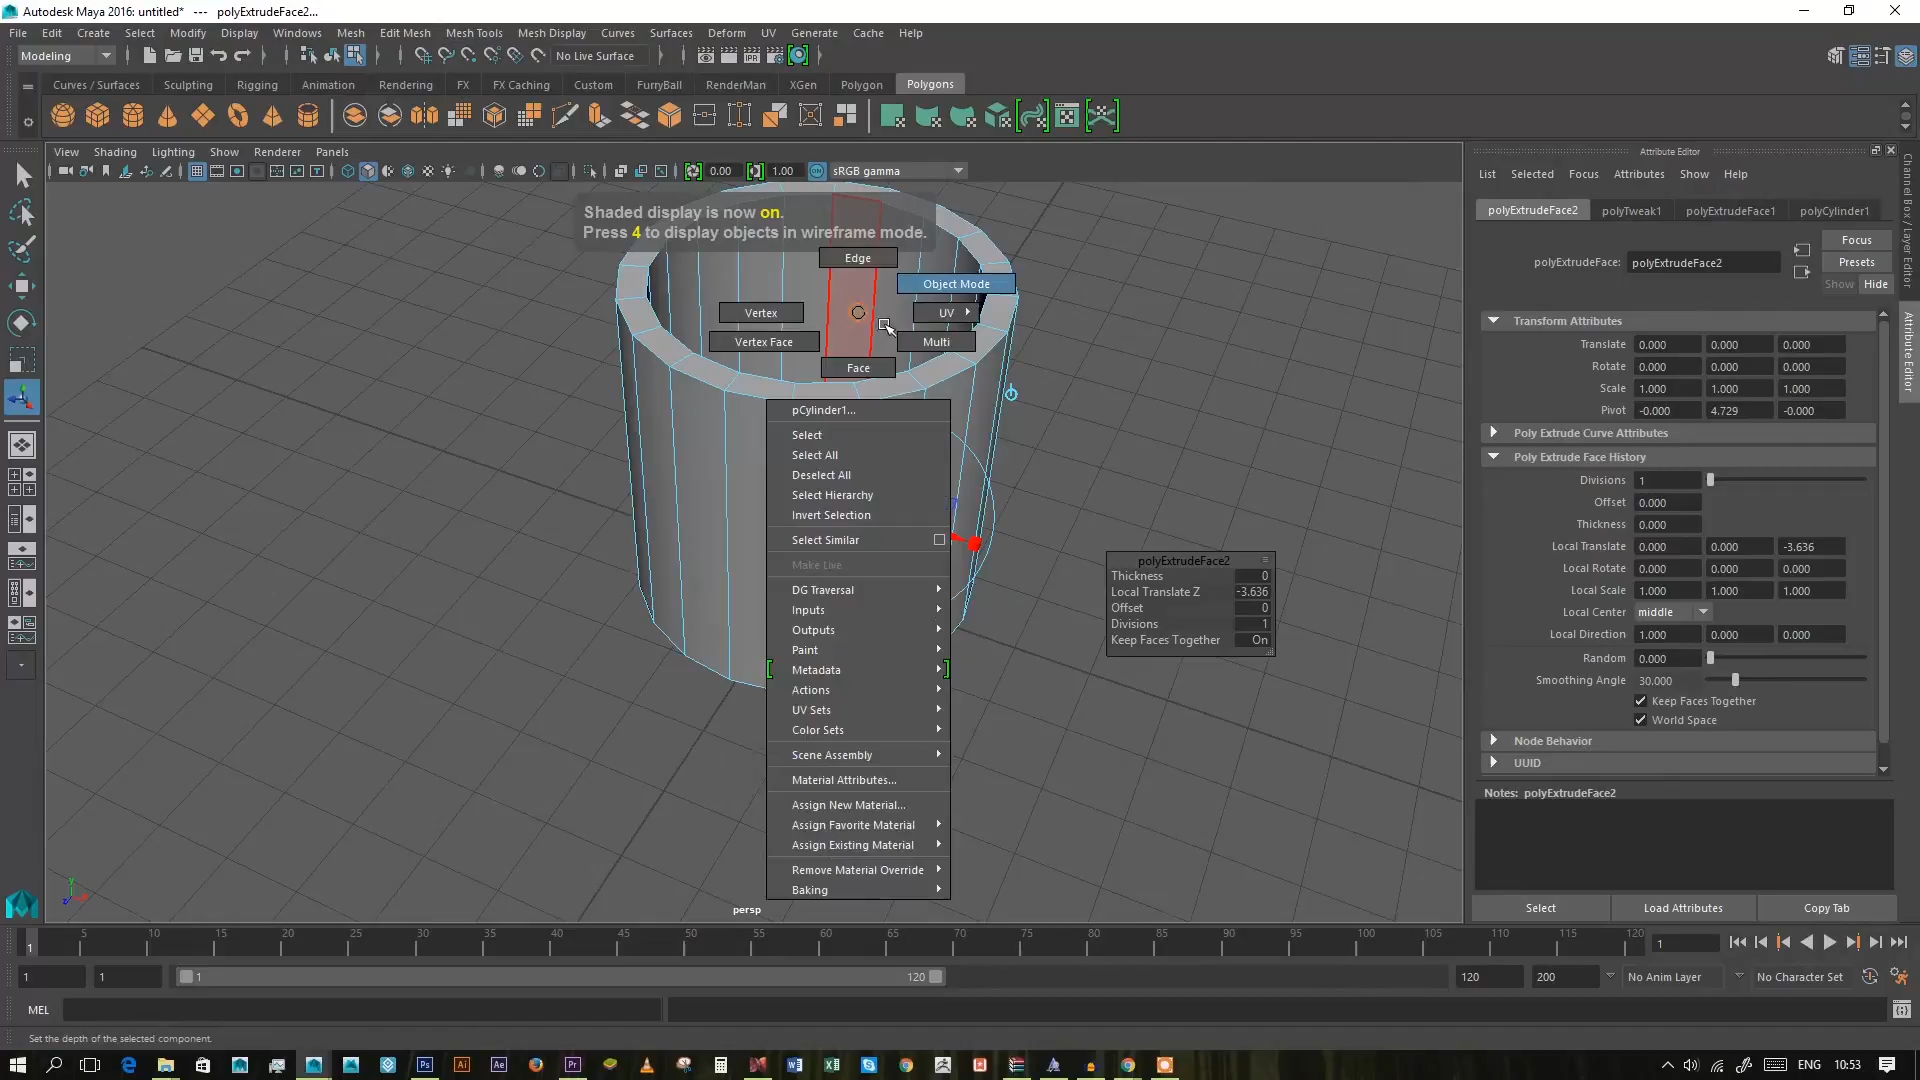 Autodesk Maya 2016: untitled*   ---   polyExtrudeFace2...
File Edit Create Select Modify Display Windows Mesh Edit Mesh Mesh Tools Mesh Display Curves Surfaces Deform UV Generate Cache Help
Modeling No Live Surface
Curves / Surfaces Sculpting Rigging Animation Rendering FX FX Caching Custom FurryBall RenderMan XGen Polygon Polygons
View Shading Lighting Show Renderer Panels
0.00 1.00 sRGB gamma
Shaded display is now on.
Press 4 to display objects in wireframe mode.
Edge
Object Mode
Vertex UV
Vertex Face Multi
Face
pCylinder1...
Select
Select All
Deselect All
Select Hierarchy
Invert Selection
Select Similar
Make Live
DG Traversal
Inputs
Outputs
Paint
Metadata
Actions
UV Sets
Color Sets
Scene Assembly
Material Attributes...
Assign New Material...
Assign Favorite Material
Assign Existing Material
Remove Material Override
Baking
polyExtrudeFace2
Thickness 0
Local Translate Z -3.636
Offset 0
Divisions 1
Keep Faces Together On
persp
Attribute Editor
List Selected Focus Attributes Show Help
polyExtrudeFace2 polyTweak1 polyExtrudeFace1 polyCylinder1
Focus
polyExtrudeFace: polyExtrudeFace2 Presets
Show Hide
Transform Attributes
Translate 0.000 0.000 0.000
Rotate 0.000 0.000 0.000
Scale 1.000 1.000 1.000
Pivot -0.000 4.729 -0.000
Poly Extrude Curve Attributes
Poly Extrude Face History
Divisions 1
Offset 0.000
Thickness 0.000
Local Translate 0.000 0.000 -3.636
Local Rotate 0.000 0.000 0.000
Local Scale 1.000 1.000 1.000
Local Center middle
Local Direction 1.000 0.000 0.000
Random 0.000
Smoothing Angle 30.000
Keep Faces Together
World Space
Node Behavior
UUID
Notes: polyExtrudeFace2
Select Load Attributes Copy Tab
Channel Box / Layer Editor
Attribute Editor
1 5 10 15 20 25 30 35 40 45 50 55 60 65 70 75 80 85 90 95 100 105 110 115 120 1
1 1 1 120 120 200 No Anim Layer No Character Set
MEL
Set the depth of the selected component.
ENG 10:53